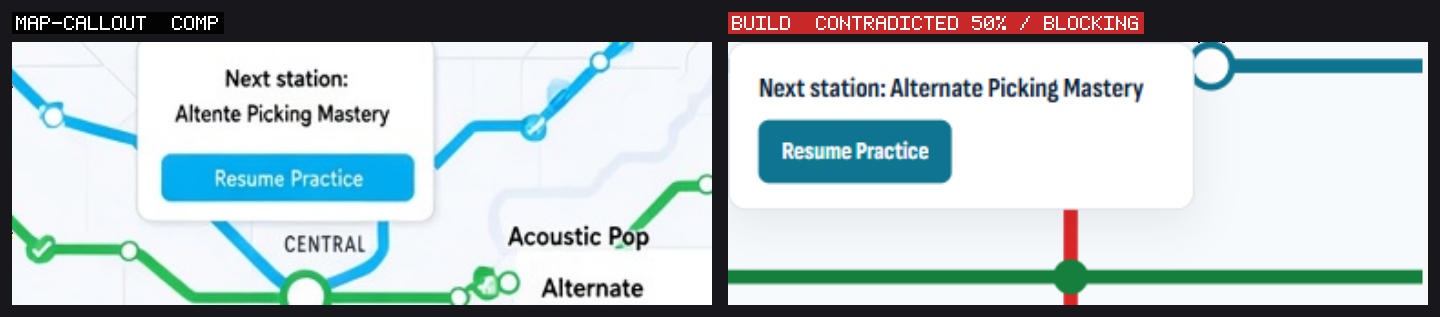 MAP-CALLOUT COMP
Next station:
Altente Picking Mastery
Resume Practice
CENTRAL
Acoustic Pop
Alternate
BUILD CONTRADICTED 50% / BLOCKING
Next station: Alternate Picking Mastery
Resume Practice